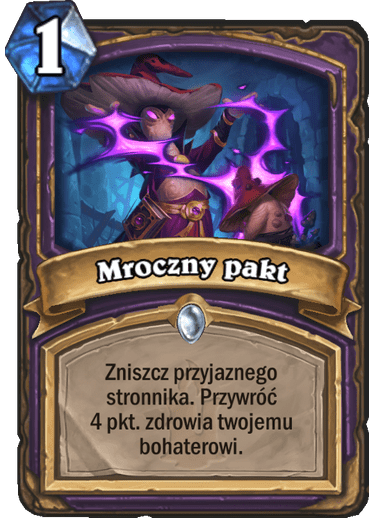 1
Mroczny pakt
Zniszcz przyjaznego
stronnika. Przywróć
4 pkt. zdrowia twojemu
bohaterowi.